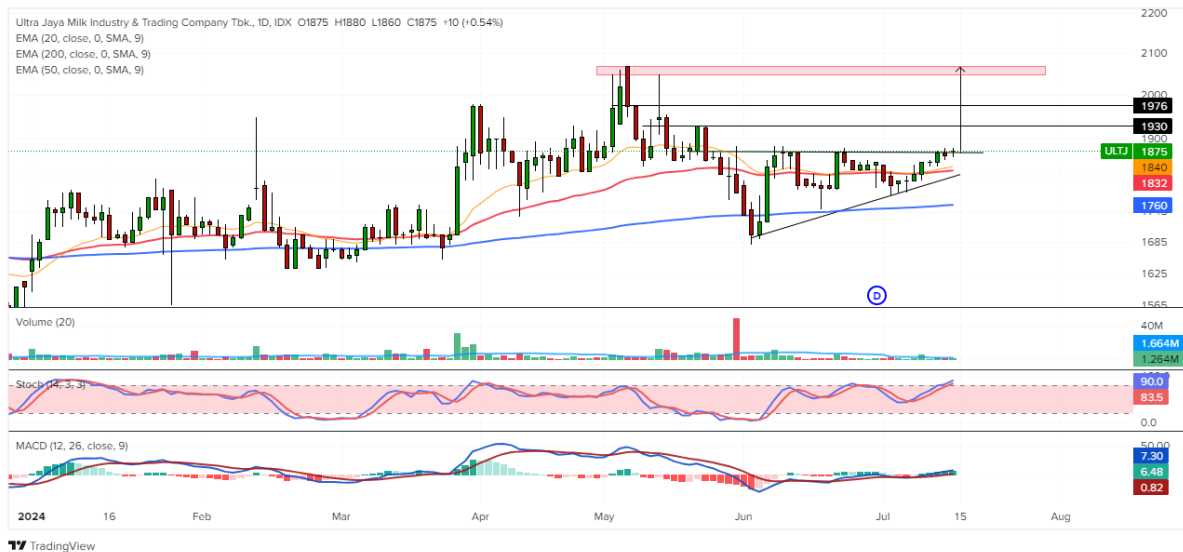 Ultra Jaya Milk Industry & Trading Company Tbk., 1D, IDX O1875 H1880 L1860 C1875 +10 (+0.54%)
EMA (20, close, 0, SMA, 9)
EMA (200, close, 0, SMA, 9)
EMA (50, close, 0, SMA, 9)
2200
2100
2000
1976
1930
1900
ULTJ 1875
1840
1832
1760
1685
1625
1565
D
Volume (20)
40M
1.664M
1.264M
Stoch (4, 3, 3)
90.0
83.5
0.0
MACD (12, 26, close, 9)
50.00
7.30
6.48
0.82
2024 16 Feb Mar Apr May Jun Jul 15 Aug
TradingView